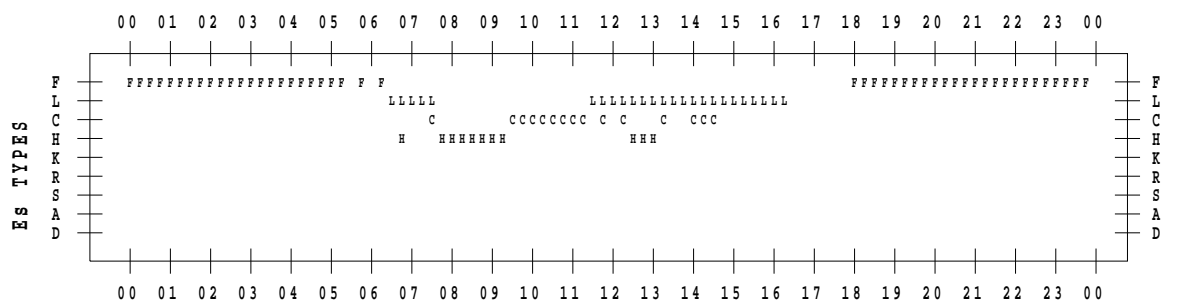 00 01 02 03 04 05 06 07 08 09 10 11 12 13 14 15 16 17 18 19 20 21 22 23 00
F FFFFFFFFFFFFFFFFFFFFFF F F FFFFFFFFFFFFFFFFFFFFFFFF F
L LLLLL LLLLLLLLLLLLLLLLLLLL L
C C CCCCCCCC C C C CCC C
H H HHHHHHH HHH H
K K
R R
S S
A A
D D
Es TYPES
00 01 02 03 04 05 06 07 08 09 10 11 12 13 14 15 16 17 18 19 20 21 22 23 00